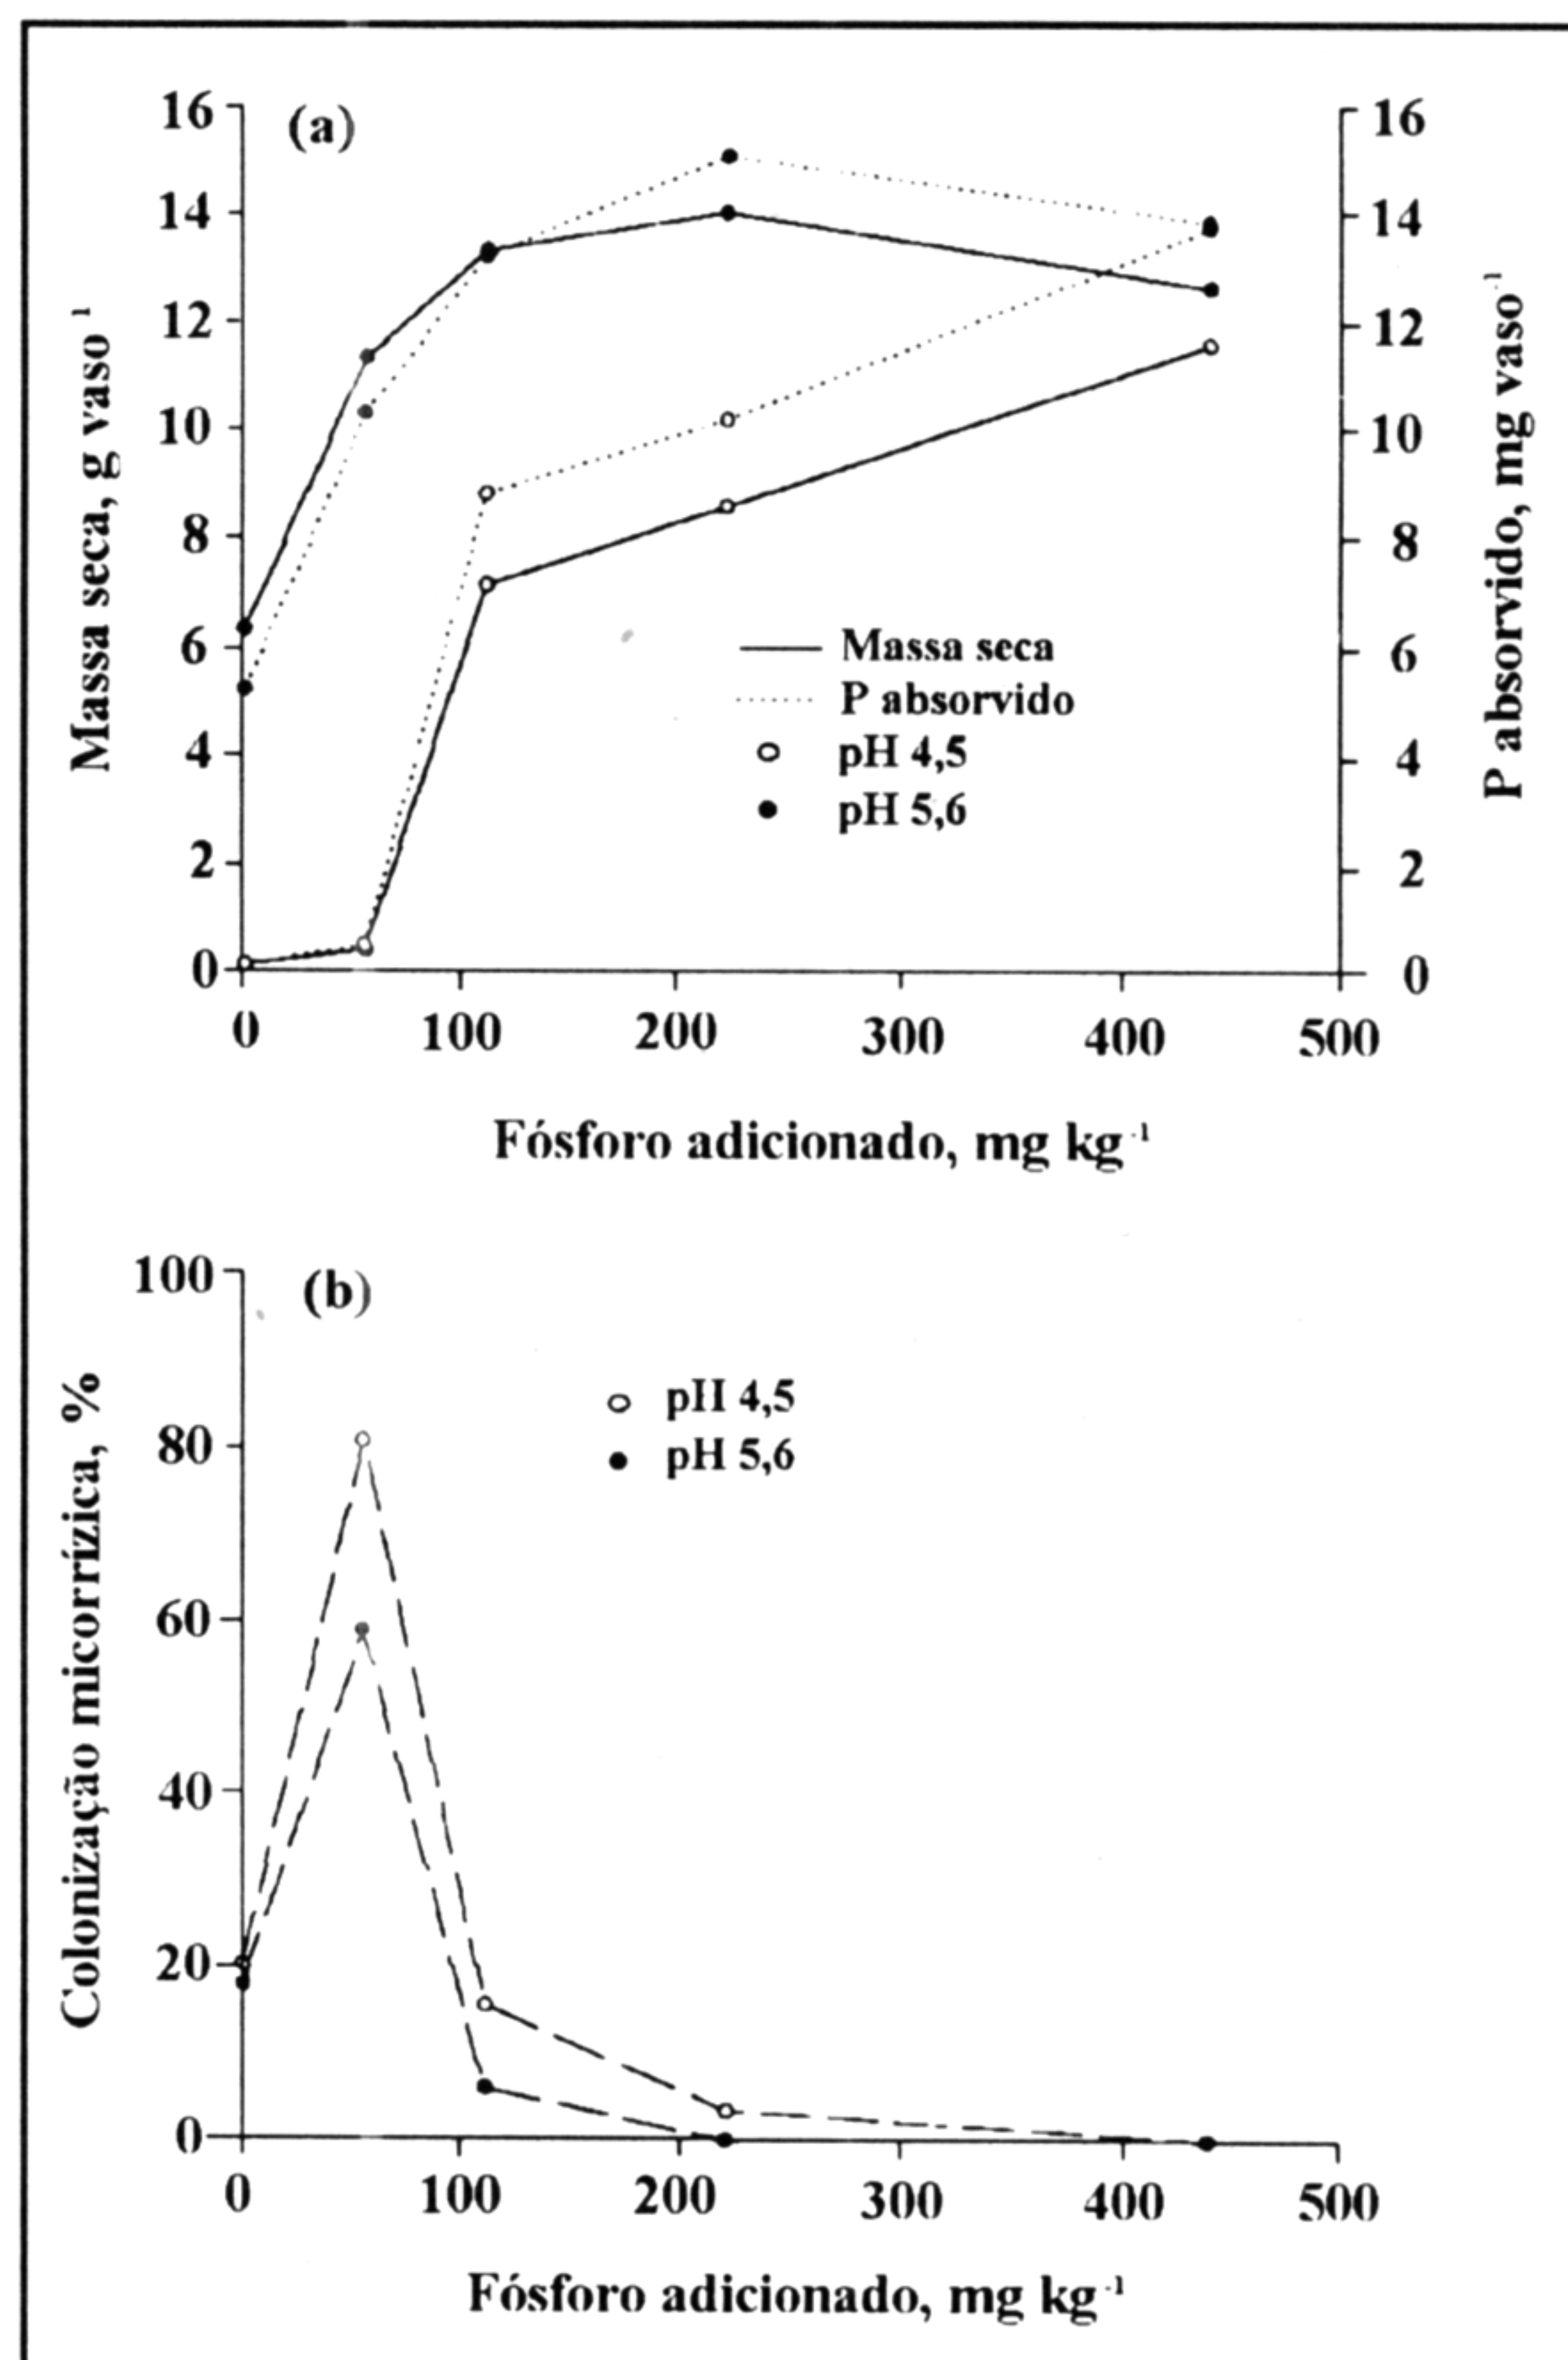 (a)
16
14
12
10
8
6
4
2
0
Massa seca, g vaso ¹
16
14
12
10
8
6
4
2
0
P absorvido, mg vaso⁻¹
Massa seca
P absorvido
pH 4,5
pH 5,6
0 100 200 300 400 500
Fósforo adicionado, mg kg⁻¹
(b)
100
80
60
40
20
0
Colonização micorrízica, %
pH 4,5
pH 5,6
0 100 200 300 400 500
Fósforo adicionado, mg kg⁻¹